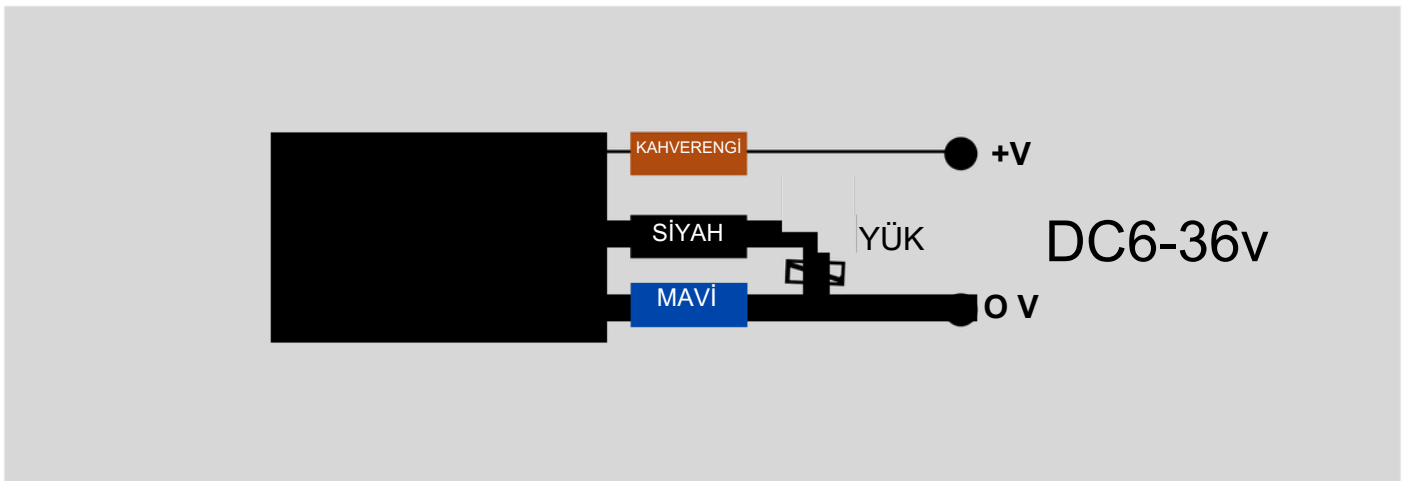 KAHVERENGİ
+V
SİYAH
YÜK
DC6-36v
MAVİ
O V